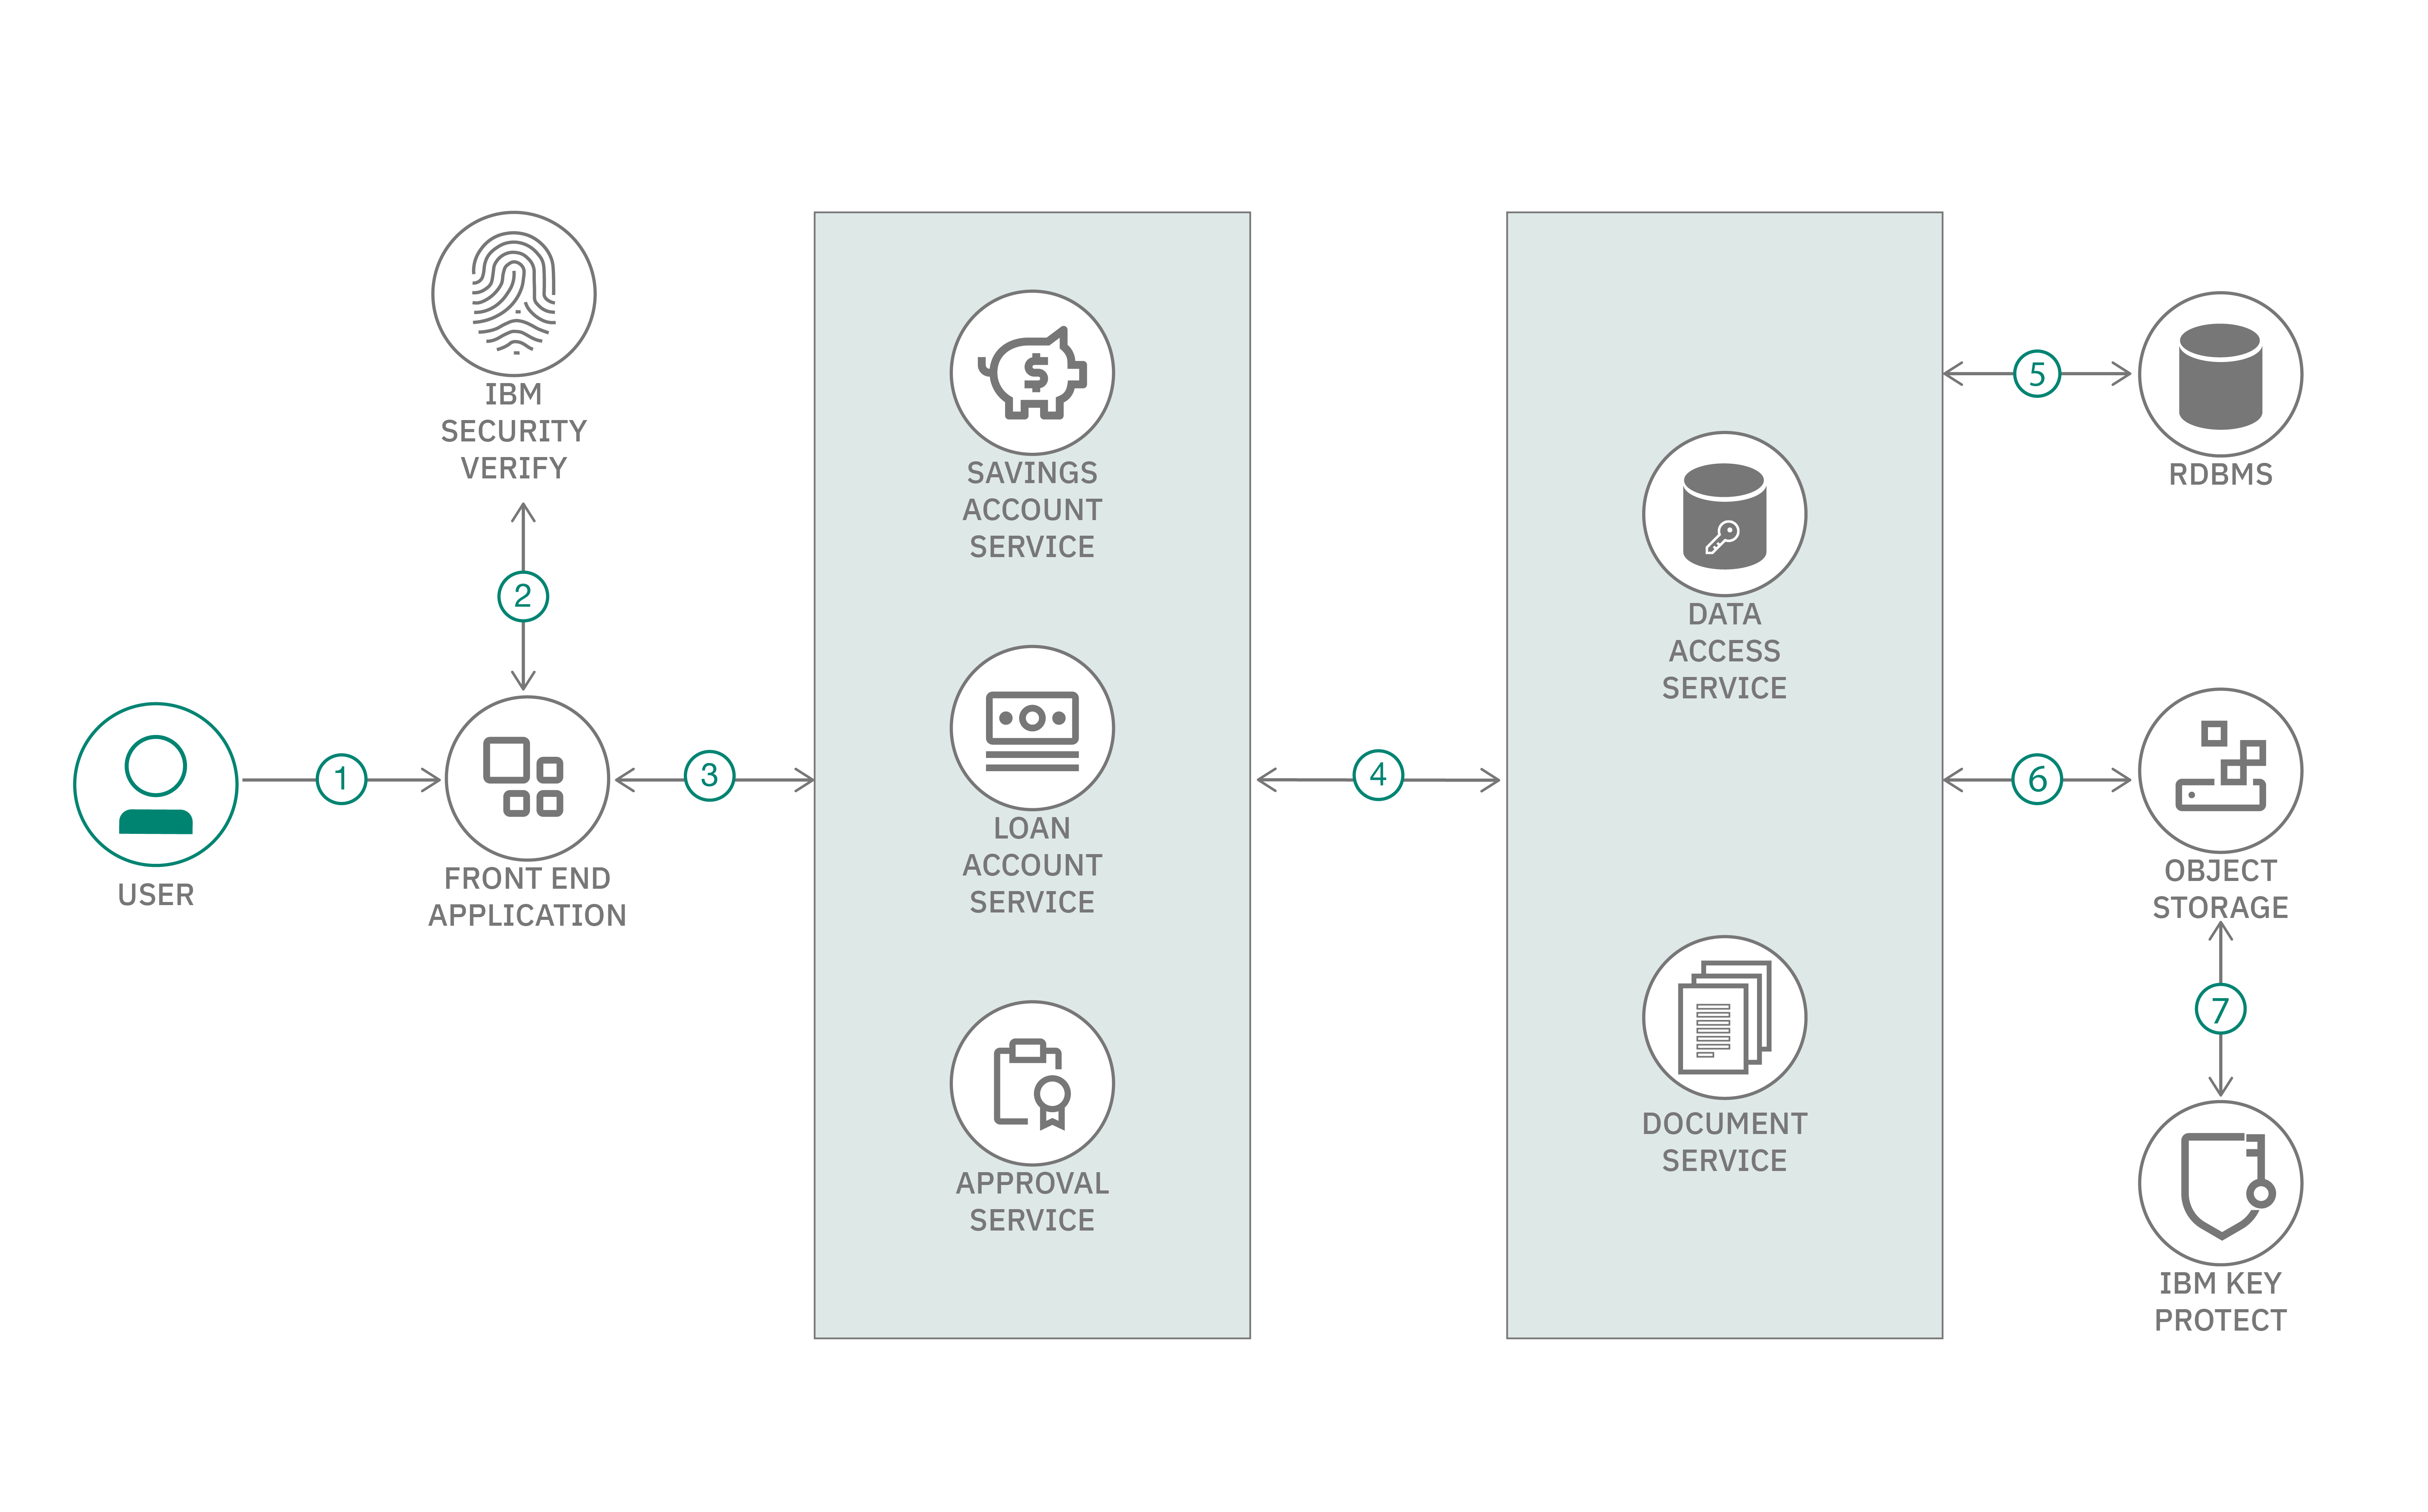 IBM
SECURITY
VERIFY
2
USER
1
FRONT END
APPLICATION
3
SAVINGS
ACCOUNT
SERVICE
$
LOAN
ACCOUNT
SERVICE
APPROVAL
SERVICE
4
DATA
ACCESS
SERVICE
DOCUMENT
SERVICE
5
RDBMS
6
OBJECT
STORAGE
7
IBM KEY
PROTECT